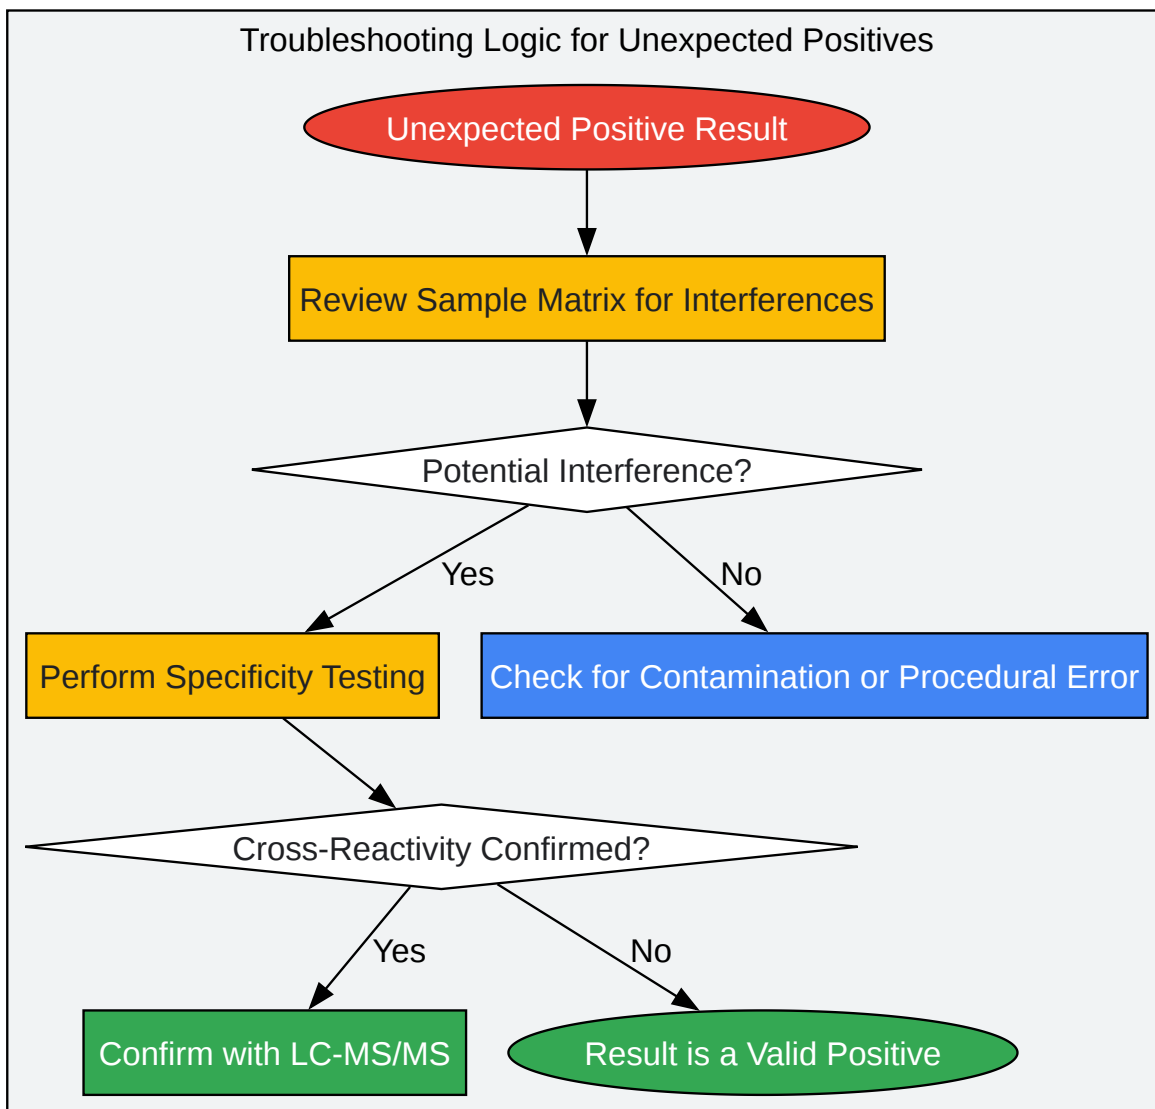 Troubleshooting Logic for Unexpected Positives
Unexpected Positive Result
Review Sample Matrix for Interferences
Potential Interference?
Yes
No
Perform Specificity Testing
Check for Contamination or Procedural Error
Cross-Reactivity Confirmed?
Yes
No
Confirm with LC-MS/MS
Result is a Valid Positive